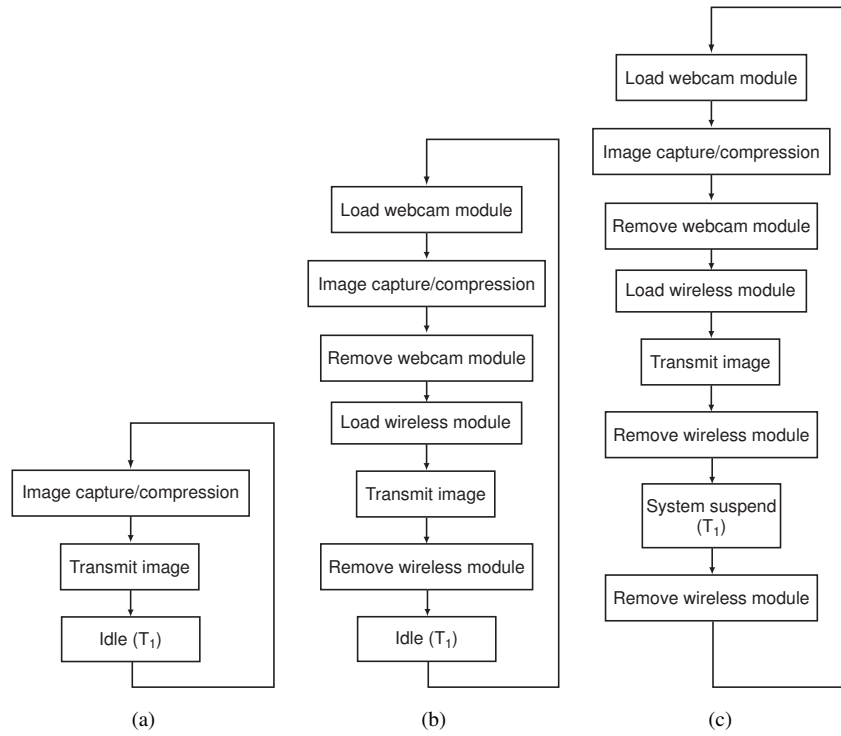 Image capture/compression
Transmit image
Idle (T₁)
(a)
Load webcam module
Image capture/compression
Remove webcam module
Load wireless module
Transmit image
Remove wireless module
Idle (T₁)
(b)
Load webcam module
Image capture/compression
Remove webcam module
Load wireless module
Transmit image
Remove wireless module
System suspend
(T₁)
Remove wireless module
(c)